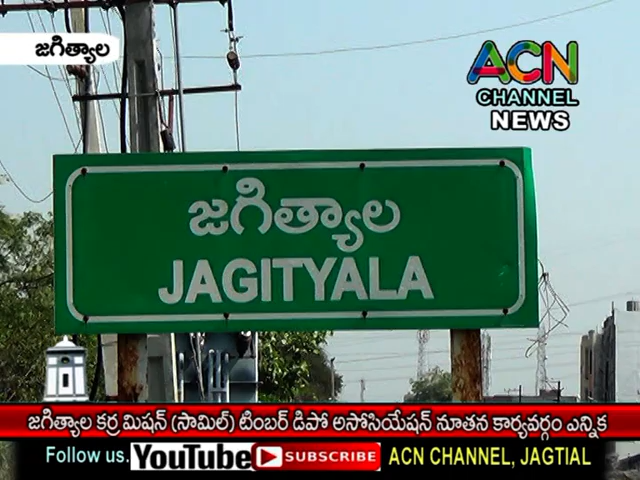 జగిత్యాల
ACN
CHANNEL
NEWS
జగిత్యాల
JAGITYALA
జగిత్యాల కర్ర మిషన్ (సామిల్) టింబర్ డిపో అసోసియేషన్ నూతన కార్యవర్గం ఎన్నిక
Follow us. YouTube SUBSCRIBE ACN CHANNEL, JAGTIAL